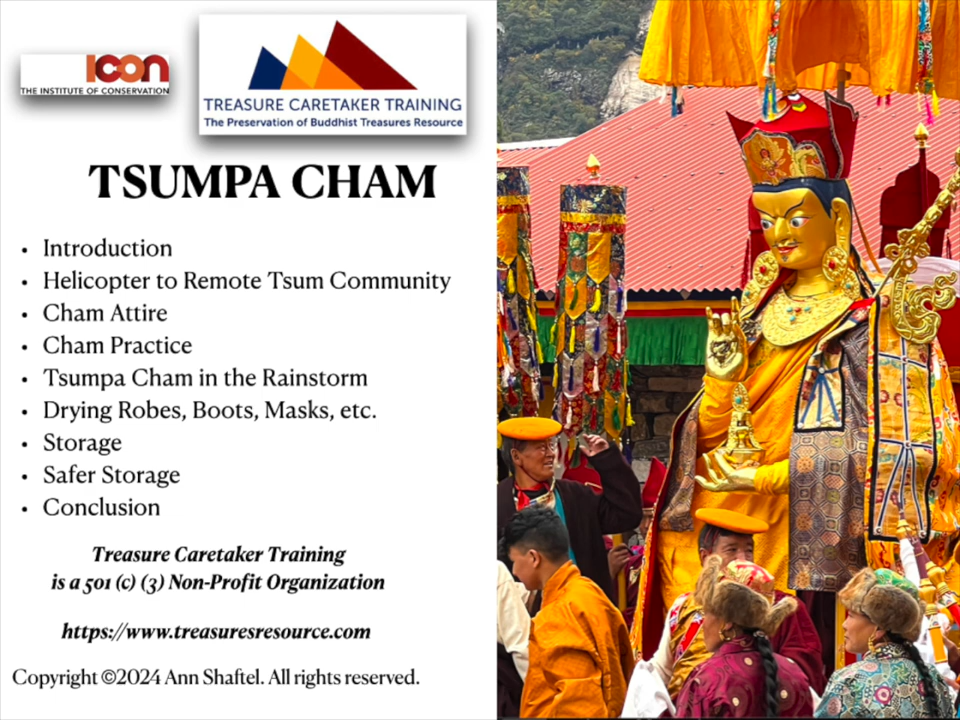 icon
THE INSTITUTE OF CONSERVATION
TREASURE CARETAKER TRAINING
The Preservation of Buddhist Treasures Resource
TSUMPA CHAM
• Introduction
• Helicopter to Remote Tsum Community
• Cham Attire
• Cham Practice
• Tsumpa Cham in the Rainstorm
• Drying Robes, Boots, Masks, etc.
• Storage
• Safer Storage
• Conclusion
Treasure Caretaker Training
is a 501 (c) (3) Non-Profit Organization
https://www.treasuresresource.com
Copyright ©2024 Ann Shaftel. All rights reserved.